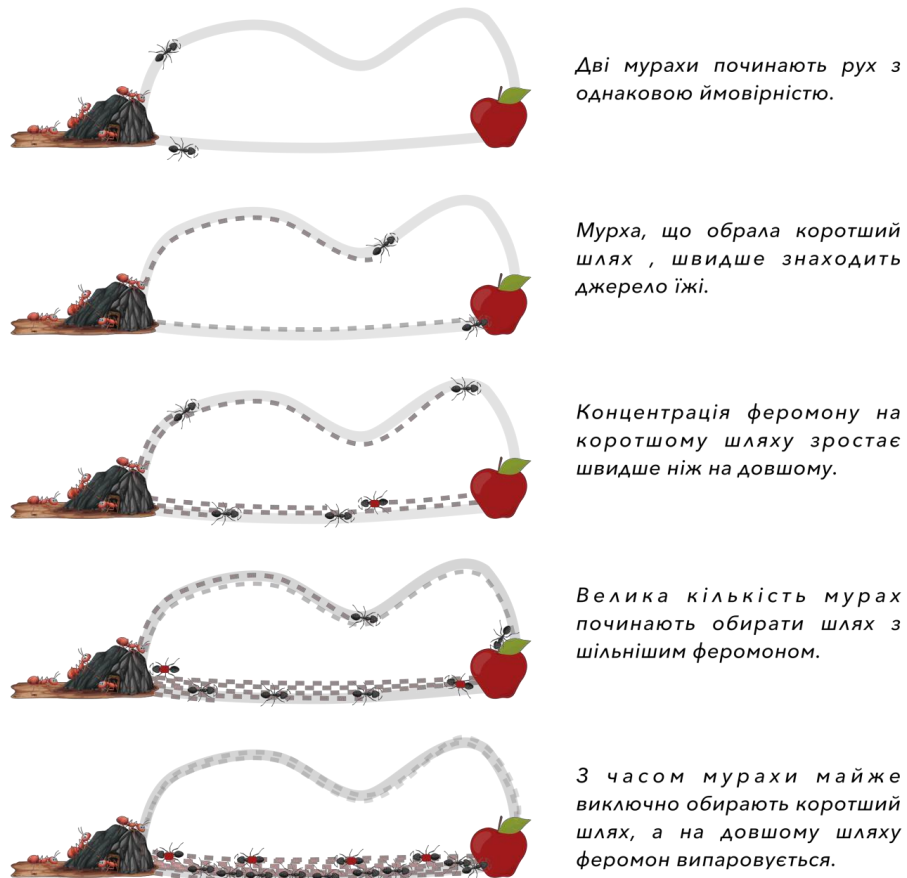 Дві мурахи починають рух з
однаковою ймовірністю.
Мурха, що обрала коротший
шлях , швидше знаходить
джерело їжі.
Концентрація феромону на
коротшому шляху зростає
швидше ніж на довшому.
Велика кількість мурах
починають обирати шлях з
шільнішим феромоном.
З часом мурахи майже
виключно обирають коротший
шлях, а на довшому шляху
феромон випаровується.